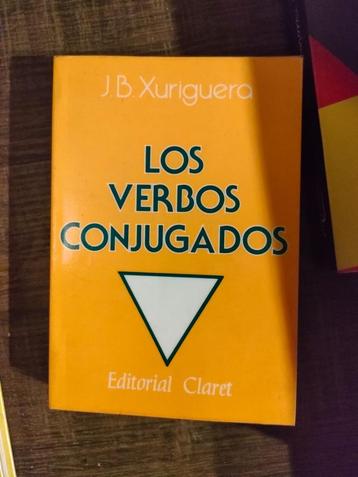 J.B. Xuriguera
LOS
VERBOS
CONJUGADOS
Editorial Claret